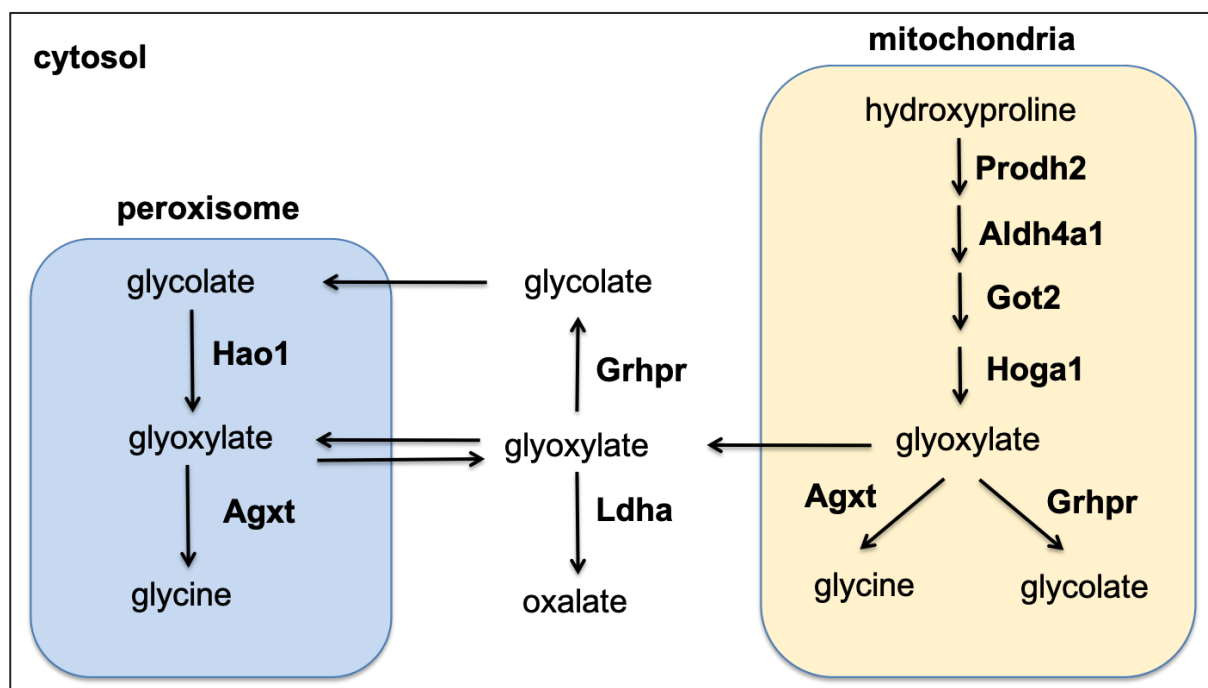 cytosol
peroxisome
glycolate
Hao1
glyoxylate
Agxt
glycine
glycolate
Grhpr
glyoxylate
Ldha
oxalate
mitochondria
hydroxyproline
Prodh2
Aldh4a1
Got2
Hoga1
glyoxylate
Agxt
Grhpr
glycine
glycolate